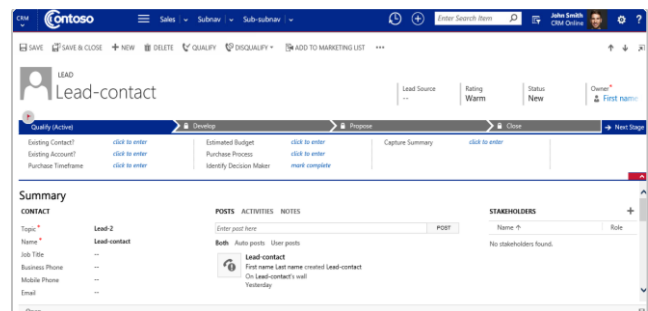 CRM Contoso Sales Subnav Sub-subnav Enter Search Item John Smith
CRM Online ?
SAVE SAVE & CLOSE + NEW DELETE QUALIFY DISQUALIFY ADD TO MARKETING LIST •••
LEAD
Lead-contact
Lead Source Rating Status Owner*
-- Warm New First name
Qualify (Active) Develop Propose Close → Next Stage
Existing Contact? click to enter Estimated Budget click to enter Capture Summary click to enter
Existing Account? click to enter Purchase Process click to enter
Purchase Timeframe click to enter Identify Decision Maker mark complete
Summary
CONTACT POSTS ACTIVITIES NOTES STAKEHOLDERS +
Topic* Lead-2 Enter post here POST Name ↑ Role
Name* Lead-contact Both Auto posts User posts No stakeholders found.
Job Title -- Lead-contact
Business Phone -- First name Last name created Lead-contact
Mobile Phone -- On Lead-contact's wall
Email -- Yesterday